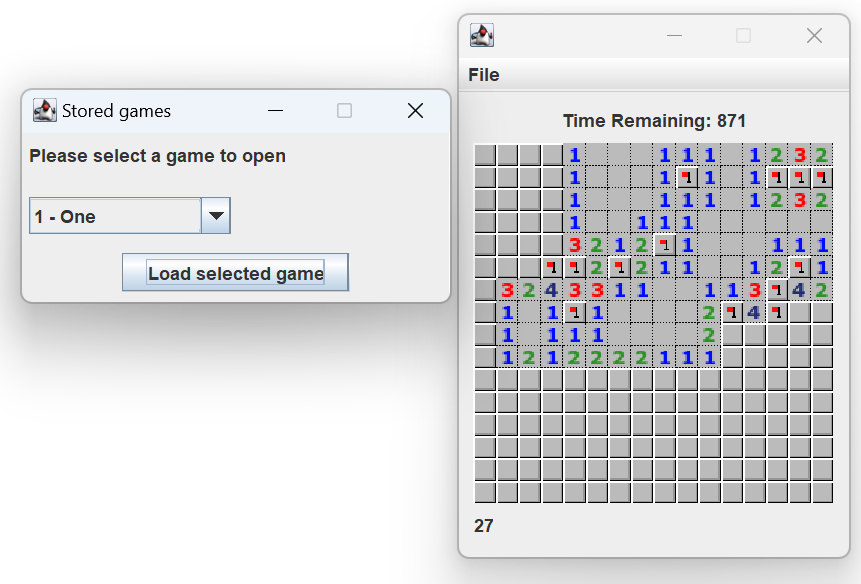 Stored games
Please select a game to open
1 - One
Load selected game
File
Time Remaining: 871
1 1 1 1 1 2 3 2
1 1 1 1
1 1 1 1 1 2 3 2
1 1 1 1
3 2 1 2 1 1 1 1
2 2 1 1 1 2 1
3 2 4 3 3 1 1 1 1 3 4 2
1 1 1 2 4
1 1 1 1 2
1 2 1 2 2 2 2 1 1 1
27